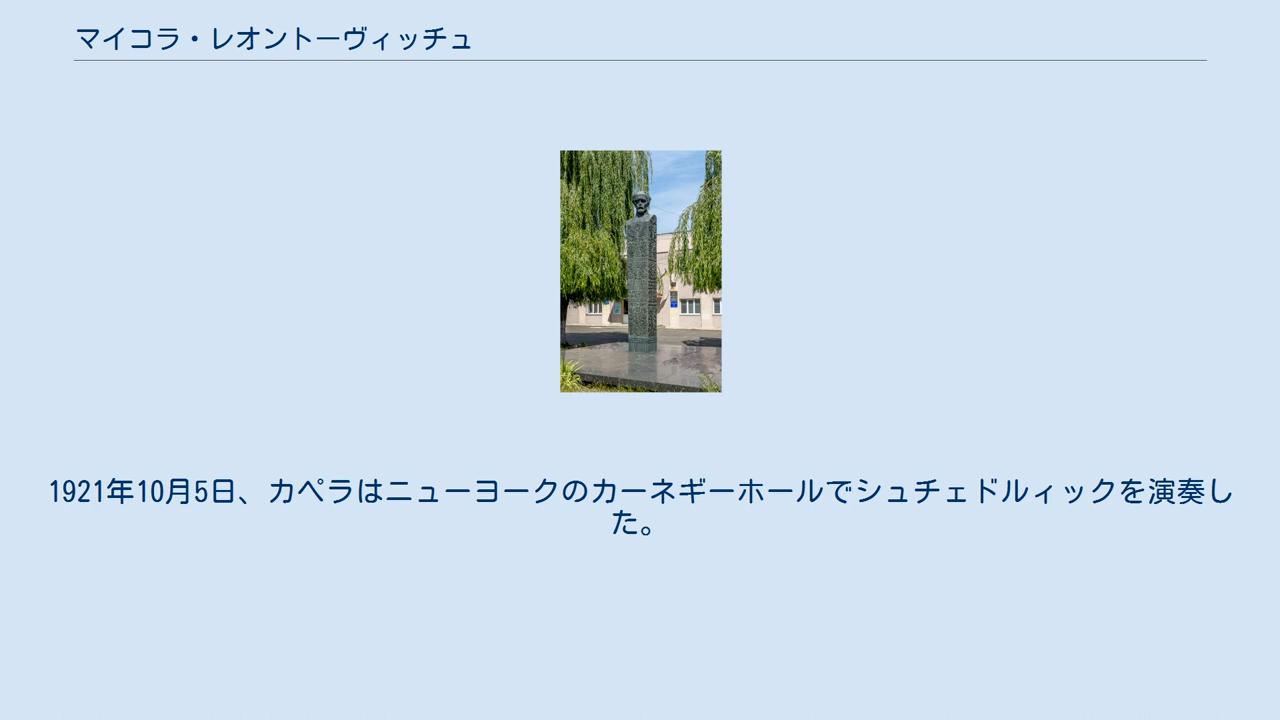 マイコラ・レオントーヴィッチュ
1921年10月5日、カペラはニューヨークのカーネギーホールでシュチェドルィックを演奏し
た。